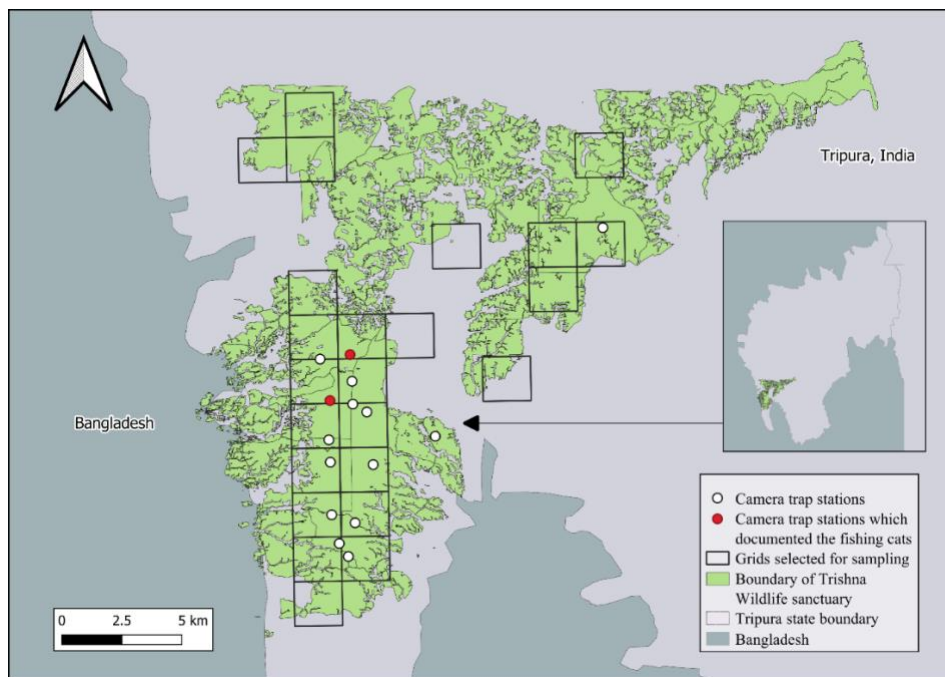 Tripura, India
Bangladesh
Camera trap stations
Camera trap stations which
documented the fishing cats
Grids selected for sampling
Boundary of Trishna
Wildlife sanctuary
Tripura state boundary
Bangladesh
0 2.5 5 km